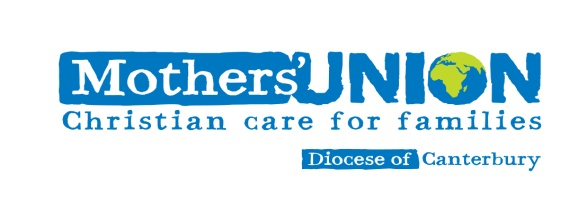 Mothers' UNION
Christian care for families
Diocese of Canterbury